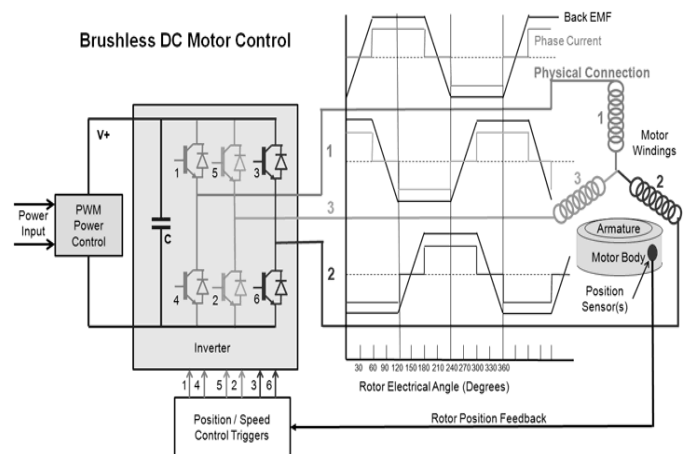 Brushless DC Motor Control
Back EMF
Phase Current
Physical Connection
V+
1
5
3
1
1
Motor
Windings
3
2
Power
Input
PWM
Power
Control
C
3
Armature
Motor Body
4
2
6
2
Position
Sensor(s)
Inverter
30 60 90 120 150 180 210 240 270 300 330 360
Rotor Electrical Angle (Degrees)
1 4 5 2 3 6
Position / Speed
Control Triggers
Rotor Position Feedback